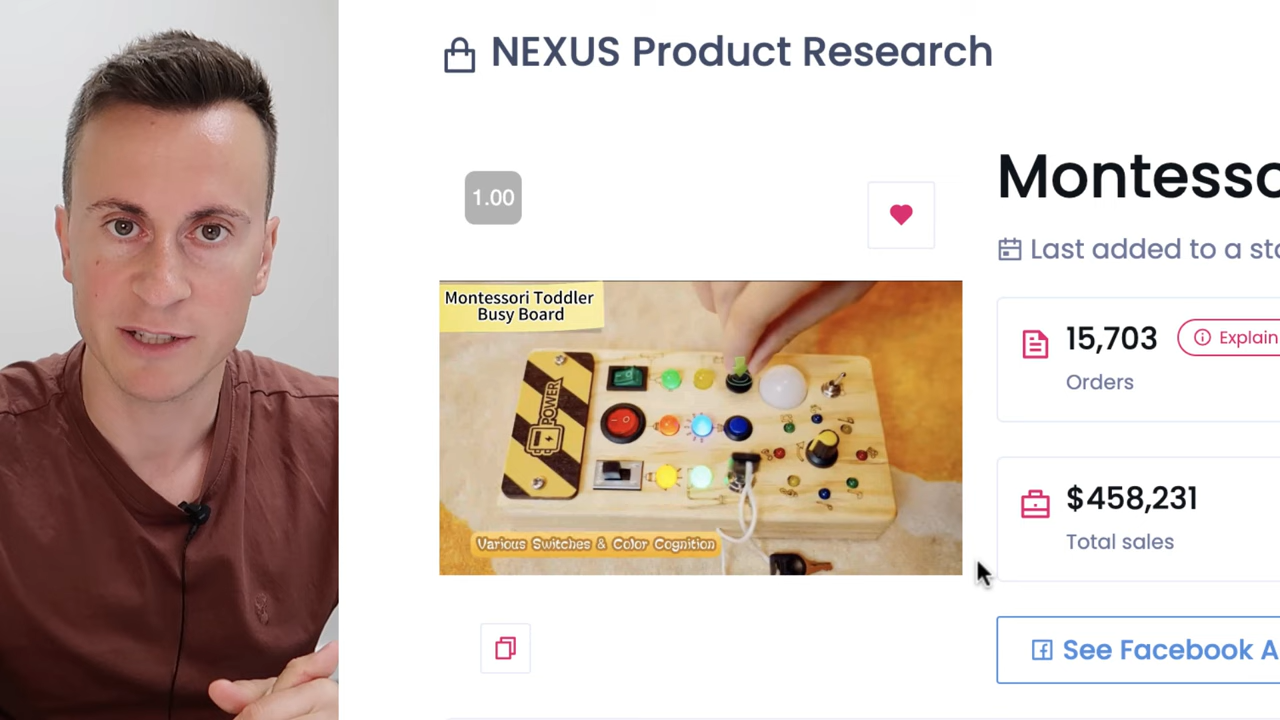 NEXUS Product Research
1.00
Montesso
Last added to a sto
Montessori Toddler
Busy Board
POWER
15,703
Explain
Orders
$458,231
Total sales
Various Switches & Color Cognition
See Facebook A